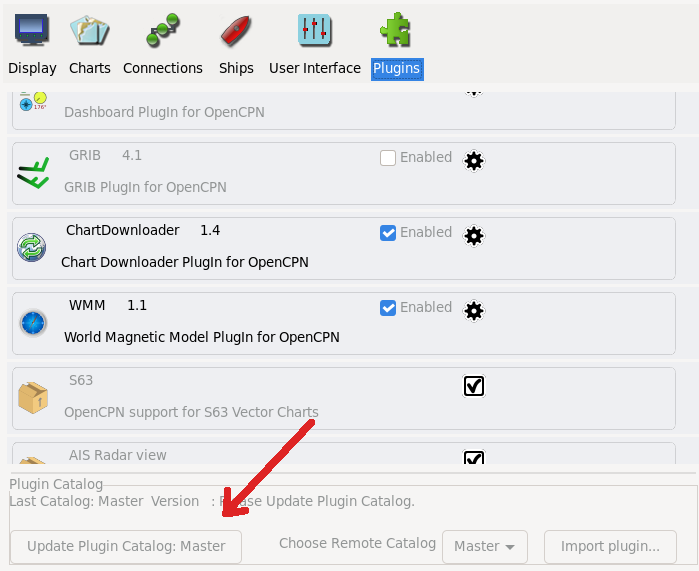 Display Charts Connections Ships User Interface Plugins
Dashboard PlugIn for OpenCPN
GRIB 4.1 Enabled
GRIB PlugIn for OpenCPN
ChartDownloader 1.4 Enabled
Chart Downloader PlugIn for OpenCPN
WMM 1.1 Enabled
World Magnetic Model PlugIn for OpenCPN
S63
OpenCPN support for S63 Vector Charts
AIS Radar view
Plugin Catalog
Last Catalog: Master Version : Update Plugin Catalog.
Update Plugin Catalog: Master Choose Remote Catalog Master Import plugin...